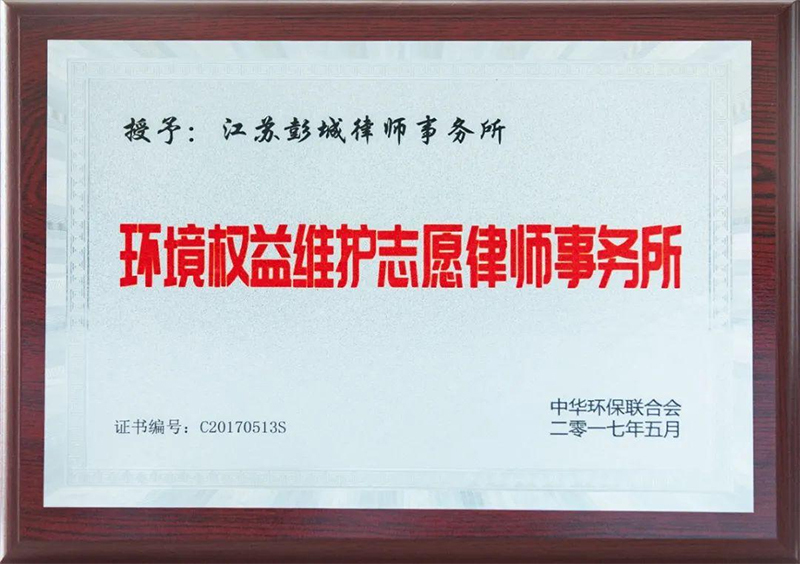 授予：江苏彭城律师事务所
环境权益维护志愿律师事务所
中华环保联合会
证书编号：C20170513S
二零一七年五月